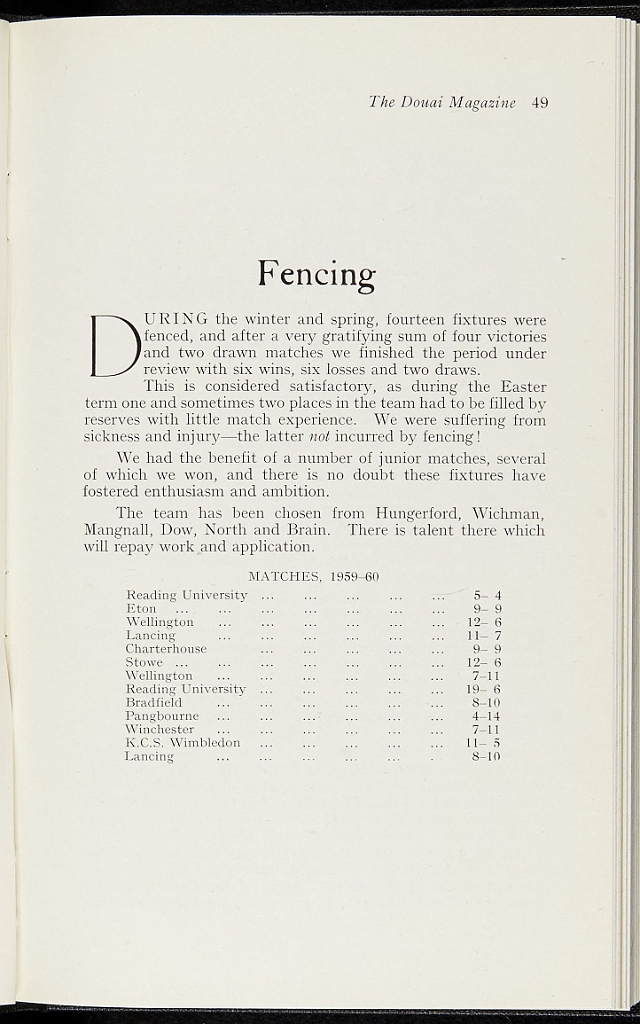 The Douai Magazine 49
Fencing
DURING the winter and spring, fourteen fixtures were
fenced, and after a very gratifying sum of four victories
and two drawn matches we finished the period under
review with six wins, six losses and two draws.
This is considered satisfactory, as during the Easter
term one and sometimes two places in the team had to be filled by
reserves with little match experience. We were suffering from
sickness and injury—the latter not incurred by fencing!
We had the benefit of a number of junior matches, several
of which we won, and there is no doubt these fixtures have
fostered enthusiasm and ambition.
The team has been chosen from Hungerford, Wichman,
Mangnall, Dow, North and Brain. There is talent there which
will repay work and application.
MATCHES, 1959-60
Reading University ... ... ... ... ... 5- 4
Eton ... ... ... ... ... ... ... 9- 9
Wellington ... ... ... ... ... ... 12- 6
Lancing ... ... ... ... ... ... 11- 7
Charterhouse ... ... ... ... ... 9- 9
Stowe ... ... ... ... ... ... ... 12- 6
Wellington ... ... ... ... ... ... 7-11
Reading University ... ... ... ... ... 19- 6
Bradfield ... ... ... ... ... ... 8-10
Pangbourne ... ... ... ... ... ... 4-14
Winchester ... ... ... ... ... ... 7-11
K.C.S. Wimbledon ... ... ... ... ... 11- 5
Lancing ... ... ... ... ... . 8-10